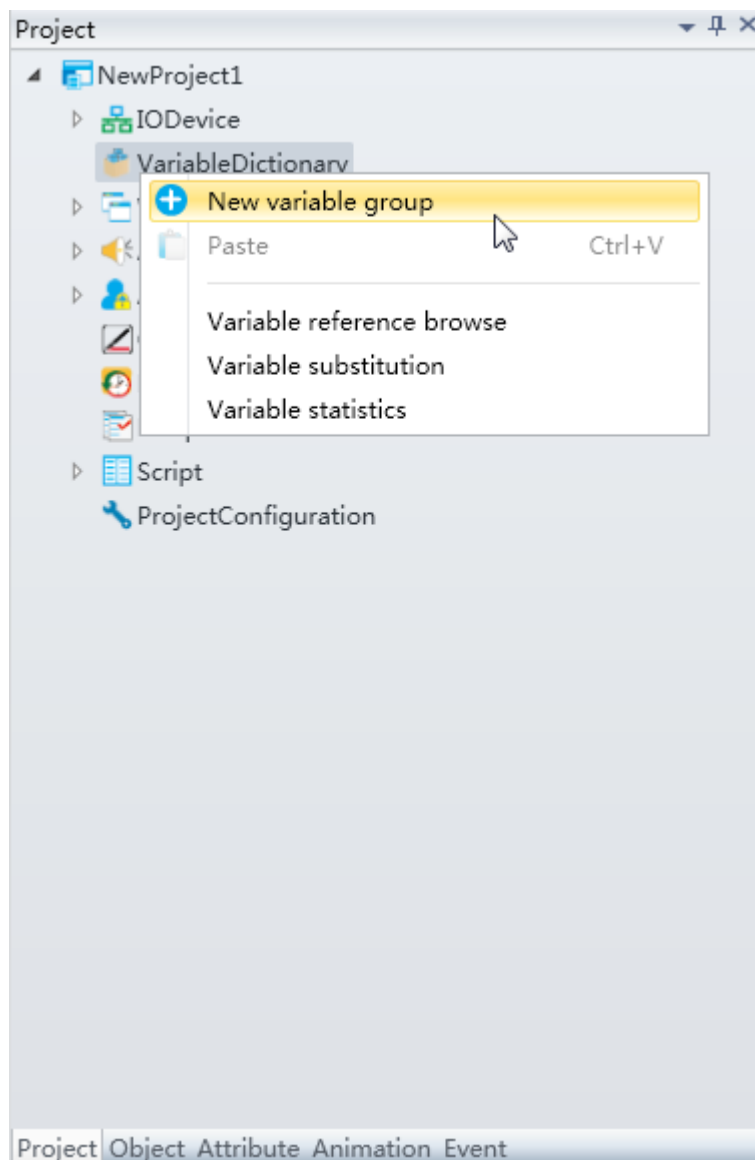 Project
NewProject1
IODevice
VariableDictionary
New variable group
Paste Ctrl+V
Variable reference browse
Variable substitution
Variable statistics
Script
ProjectConfiguration
Project Object Attribute Animation Event